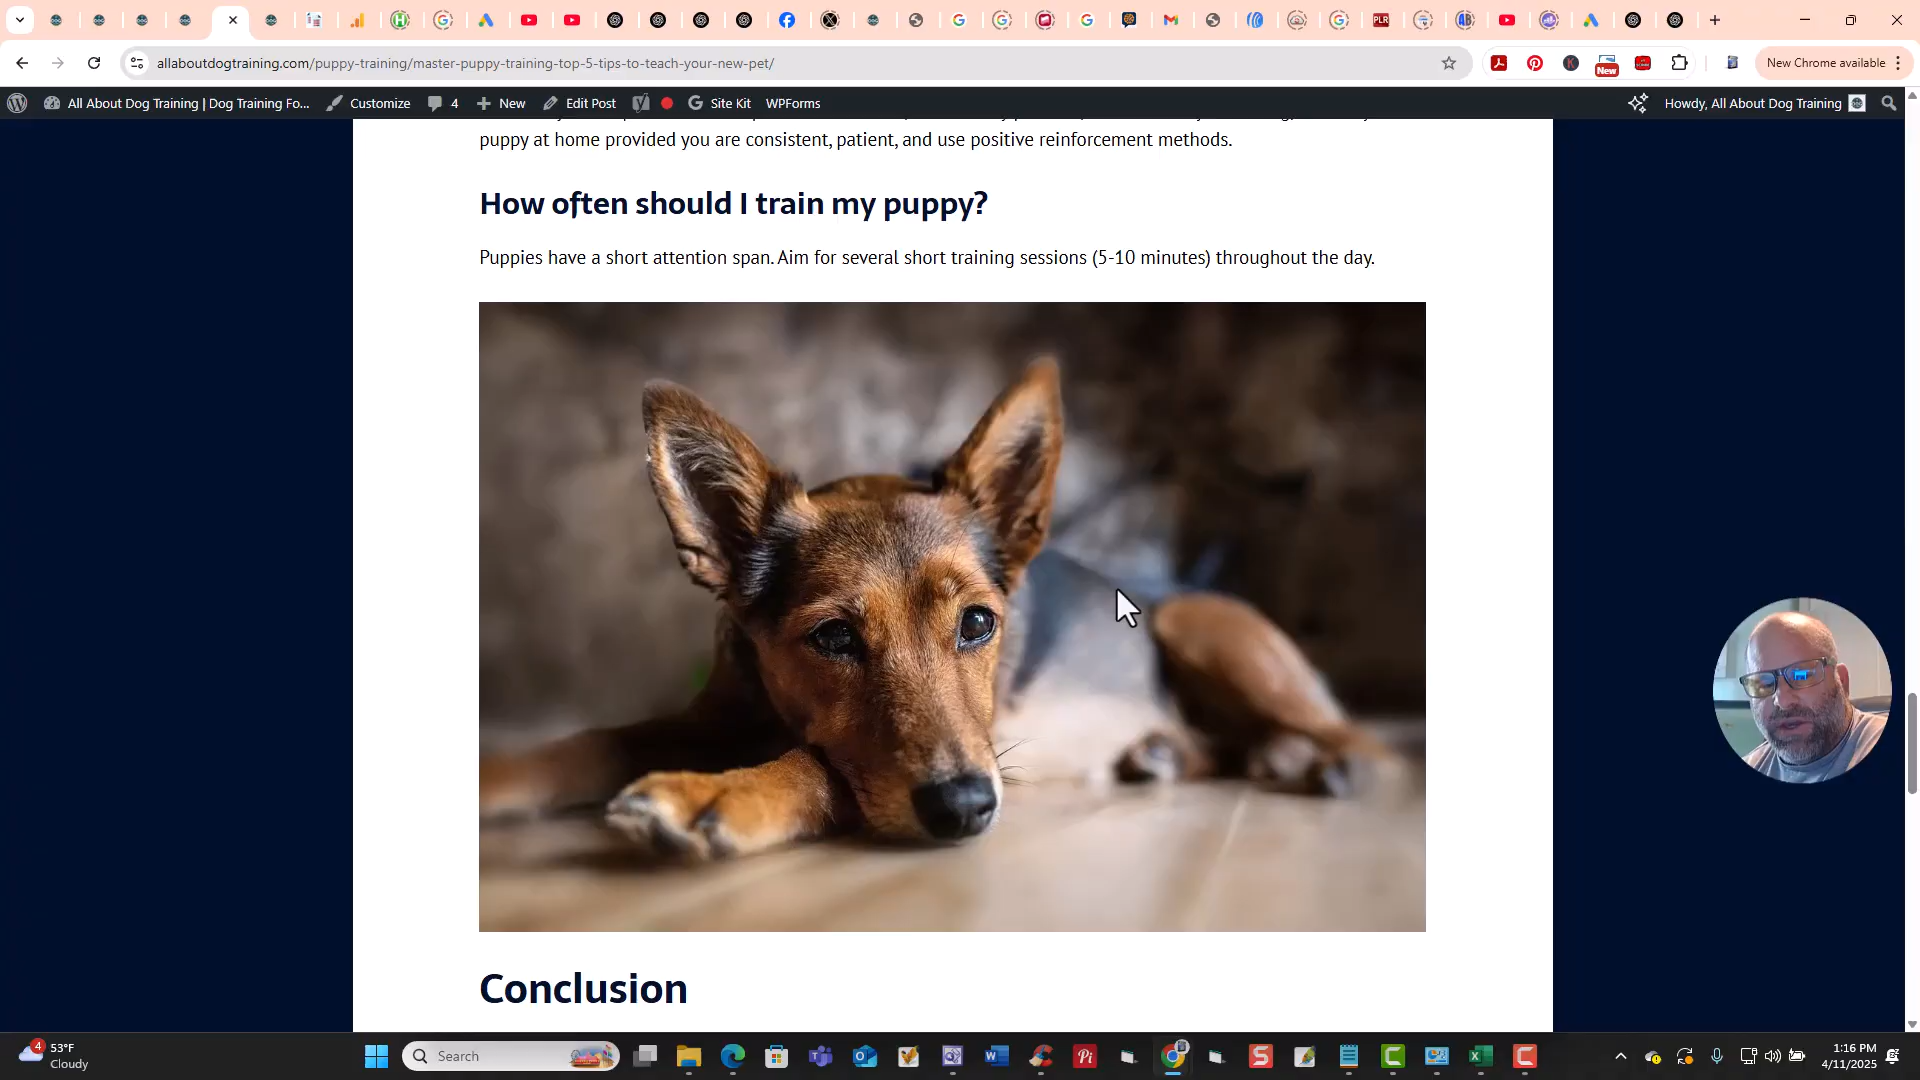 allaboutdogtraining.com/puppy-training/master-puppy-training-top-5-tips-to-teach-your-new-pet/
New
New Chrome available
All About Dog Training | Dog Training Fo...
Customize
4
New
Edit Post
Site Kit
WPForms
Howdy, All About Dog Training
puppy at home provided you are consistent, patient, and use positive reinforcement methods.
How often should I train my puppy?
Puppies have a short attention span. Aim for several short training sessions (5-10 minutes) throughout the day.
Conclusion
4
53°F
Cloudy
Search
1:16 PM
4/11/2025